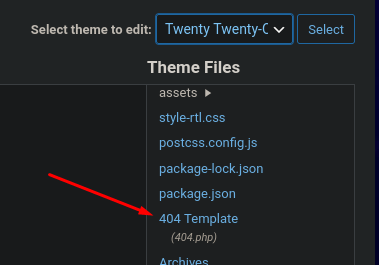 Select theme to edit: Twenty Twenty-C Select
Theme Files
assets
style-rtl.css
postcss.config.js
package-lock.json
package.json
404 Template
(404.php)
Archives